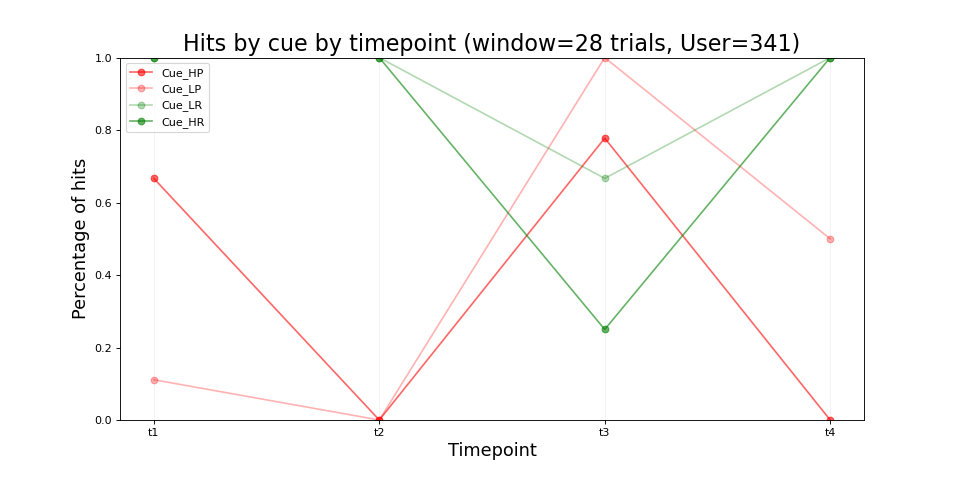 Hits by cue by timepoint (window=28 trials, User=341)
1.0
0.8
0.6
0.4
0.2
0.0
Percentage of hits
Cue_HP
Cue_LP
Cue_LR
Cue_HR
t1
t2
t3
t4
Timepoint